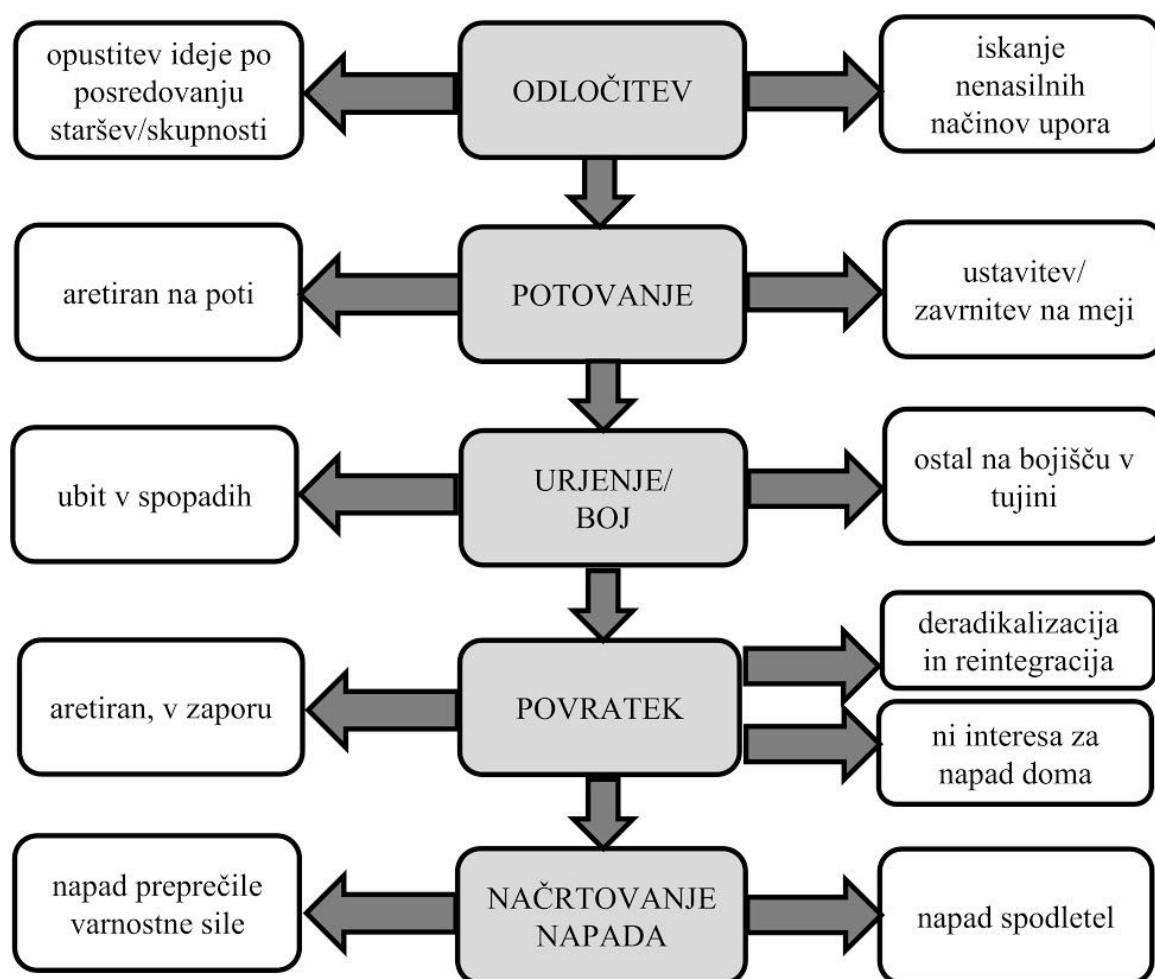 opustitev ideje po
posredovanju
staršev/skupnosti
ODLOČITEV
iskanje
nenasilnih
načinov upora
aretiran na poti
POTOVANJE
ustavitev/
zavrnitev na meji
ubit v spopadih
URJENJE/
BOJ
ostal na bojišču v
tujini
aretiran, v zaporu
POVRATEK
deradikalizacija
in reintegracija
ni interesa za
napad doma
napad preprečile
varnostne sile
NAČRTOVANJE
NAPADA
napad spodletel